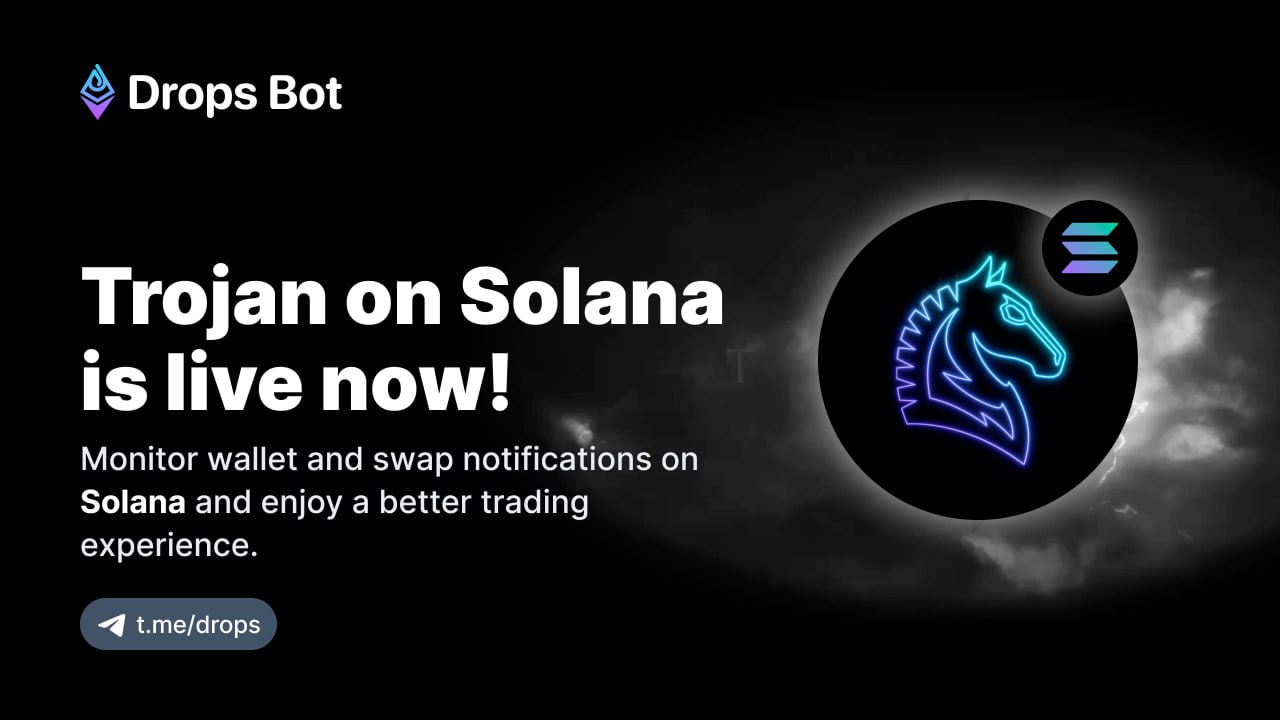 Drops Bot
Trojan on Solana
is live now!
Monitor wallet and swap notifications on
Solana and enjoy a better trading
experience.
t.me/drops